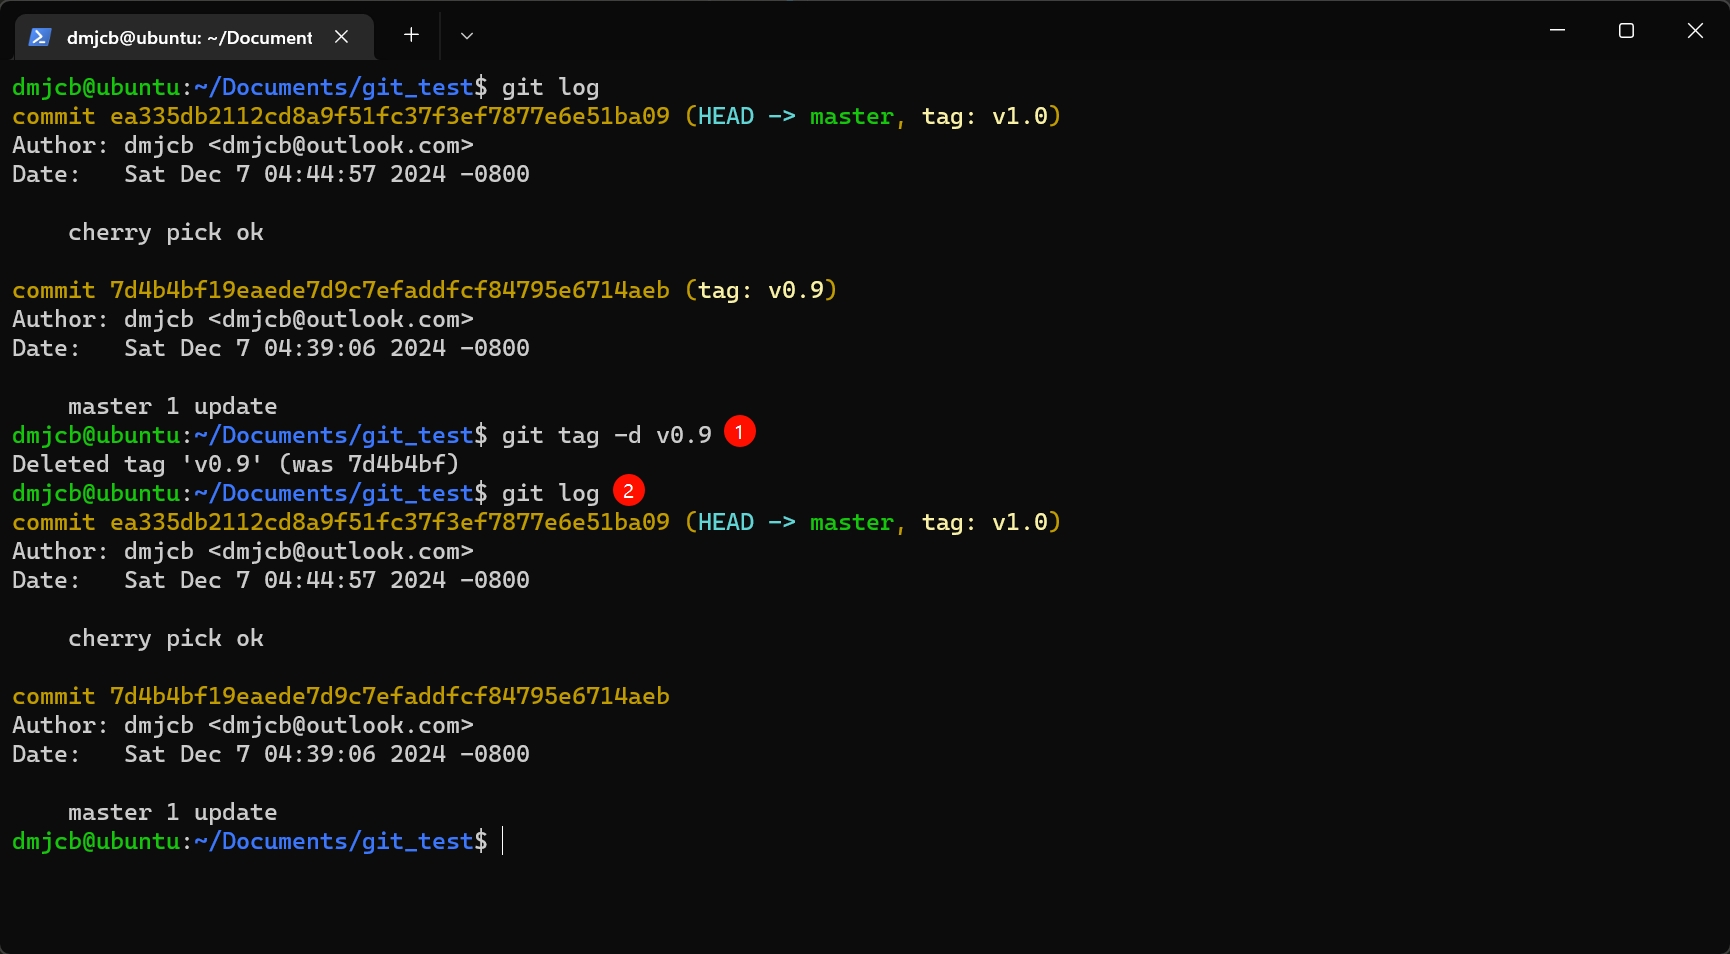 dmjcb@ubuntu: ~/Document
dmjcb@ubuntu:~/Documents/git_test$ git log
commit ea335db2112cd8a9f51fc37f3ef7877e6e51ba09 (HEAD -> master, tag: v1.0)
Author: dmjcb <dmjcb@outlook.com>
Date:   Sat Dec 7 04:44:57 2024 -0800
    cherry pick ok
commit 7d4b4bf19eaede7d9c7efaddfcf84795e6714aeb (tag: v0.9)
Author: dmjcb <dmjcb@outlook.com>
Date:   Sat Dec 7 04:39:06 2024 -0800
    master 1 update
dmjcb@ubuntu:~/Documents/git_test$ git tag -d v0.9 1
Deleted tag 'v0.9' (was 7d4b4bf)
dmjcb@ubuntu:~/Documents/git_test$ git log 2
commit ea335db2112cd8a9f51fc37f3ef7877e6e51ba09 (HEAD -> master, tag: v1.0)
Author: dmjcb <dmjcb@outlook.com>
Date:   Sat Dec 7 04:44:57 2024 -0800
    cherry pick ok
commit 7d4b4bf19eaede7d9c7efaddfcf84795e6714aeb
Author: dmjcb <dmjcb@outlook.com>
Date:   Sat Dec 7 04:39:06 2024 -0800
    master 1 update
dmjcb@ubuntu:~/Documents/git_test$